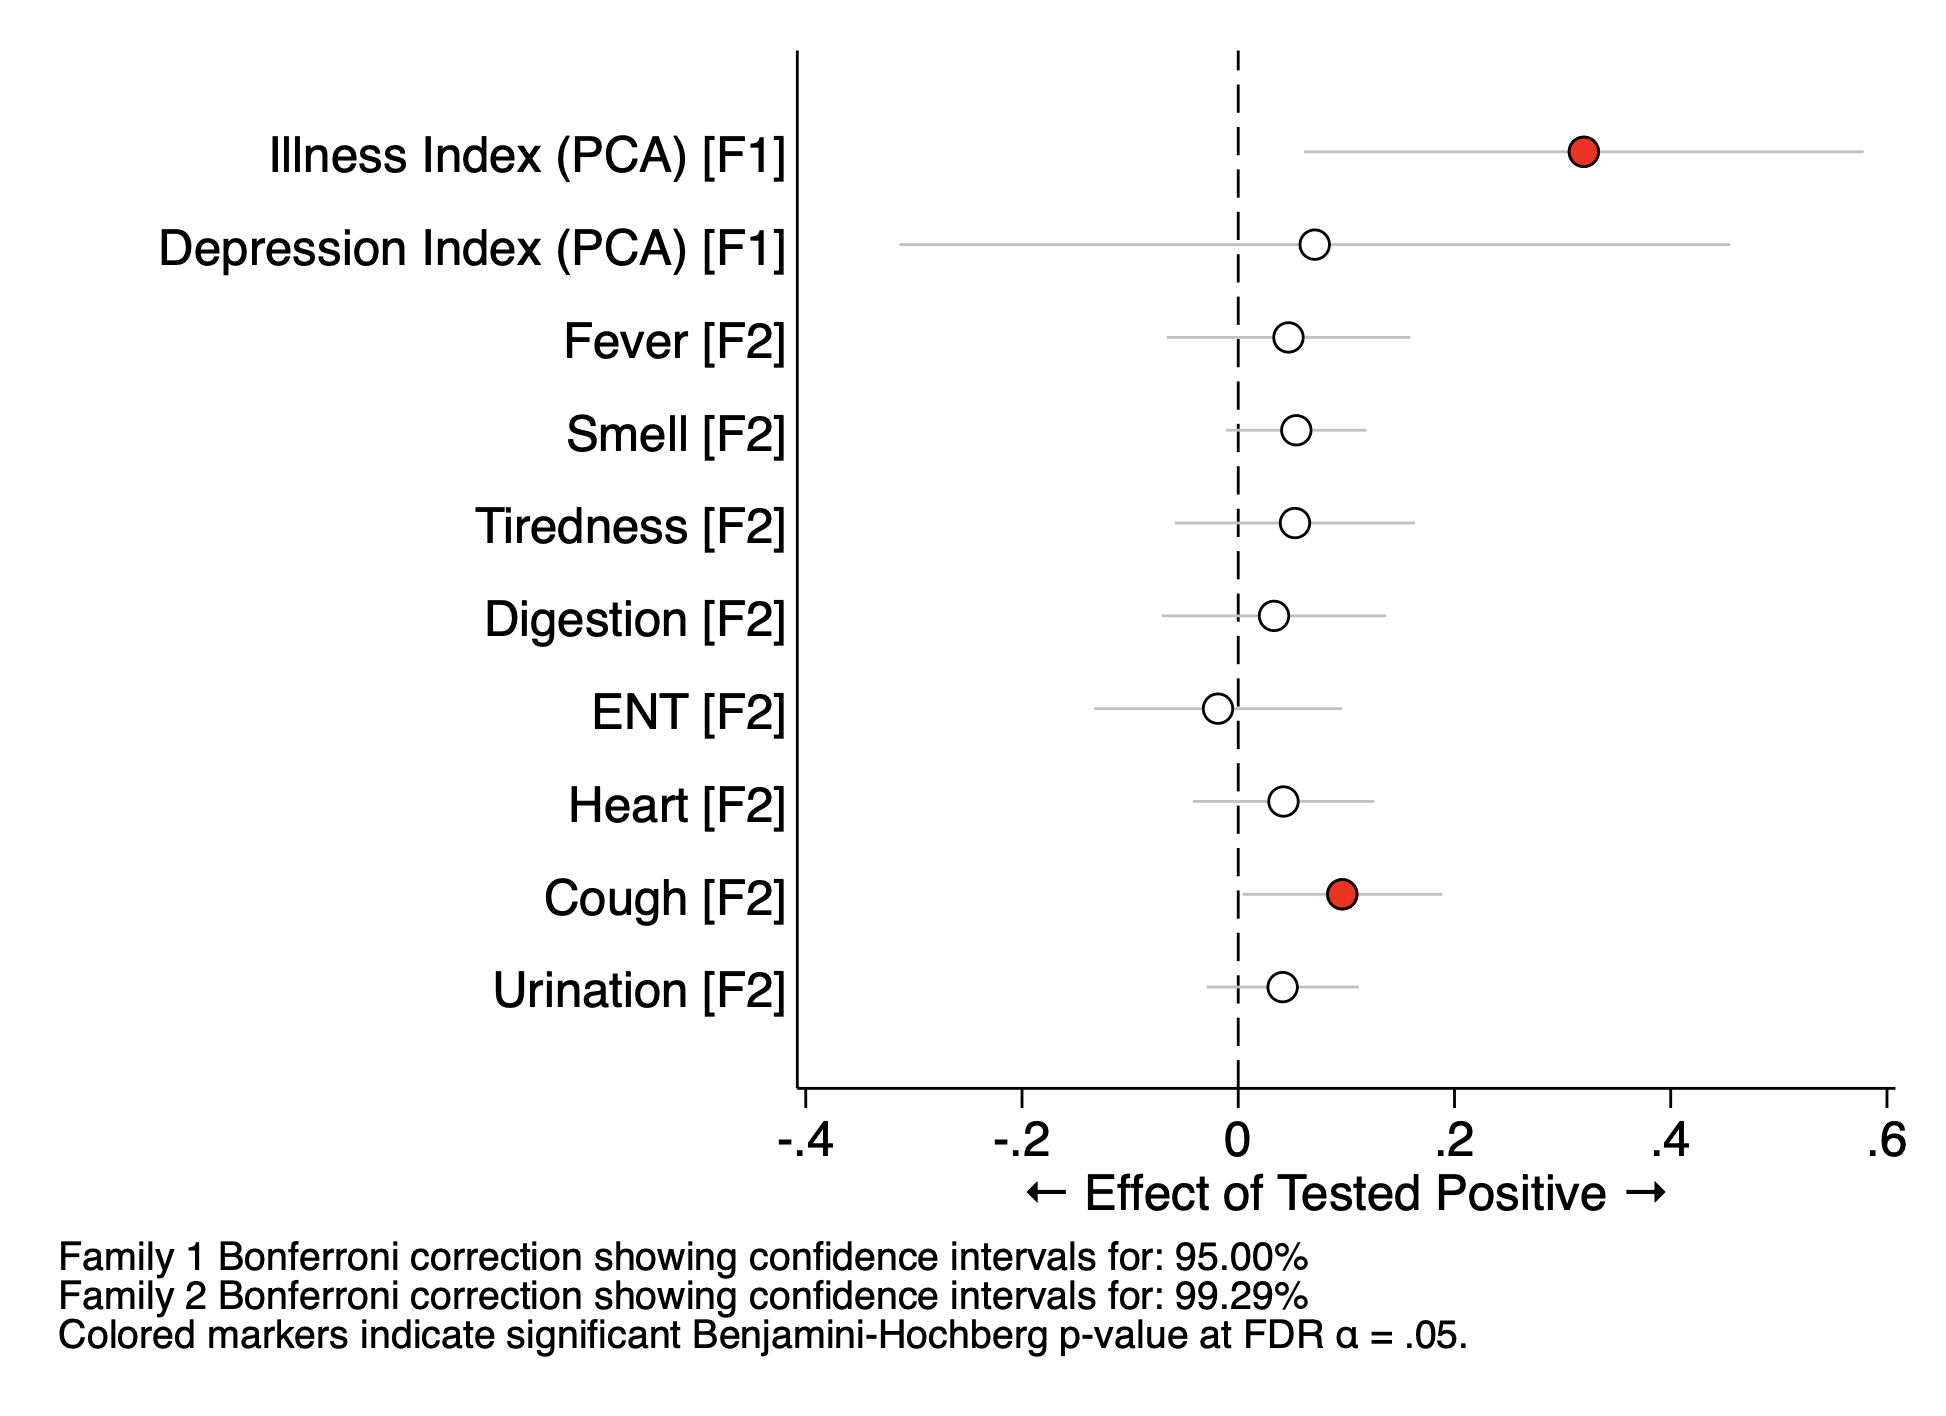 Illness Index (PCA) [F1]
Depression Index (PCA) [F1]
Fever [F2]
Smell [F2]
Tiredness [F2]
Digestion [F2]
ENT [F2]
Heart [F2]
Cough [F2]
Urination [F2]
-.4 -.2 0 .2 .4 .6
← Effect of Tested Positive →
Family 1 Bonferroni correction showing confidence intervals for: 95.00%
Family 2 Bonferroni correction showing confidence intervals for: 99.29%
Colored markers indicate significant Benjamini-Hochberg p-value at FDR α = .05.